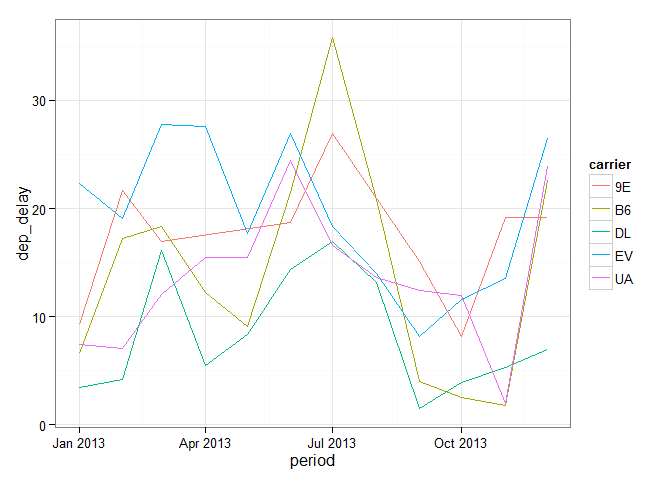 dep_delay
30
20
10
0
Jan 2013
Apr 2013
Jul 2013
Oct 2013
period
carrier
9E
B6
DL
EV
UA